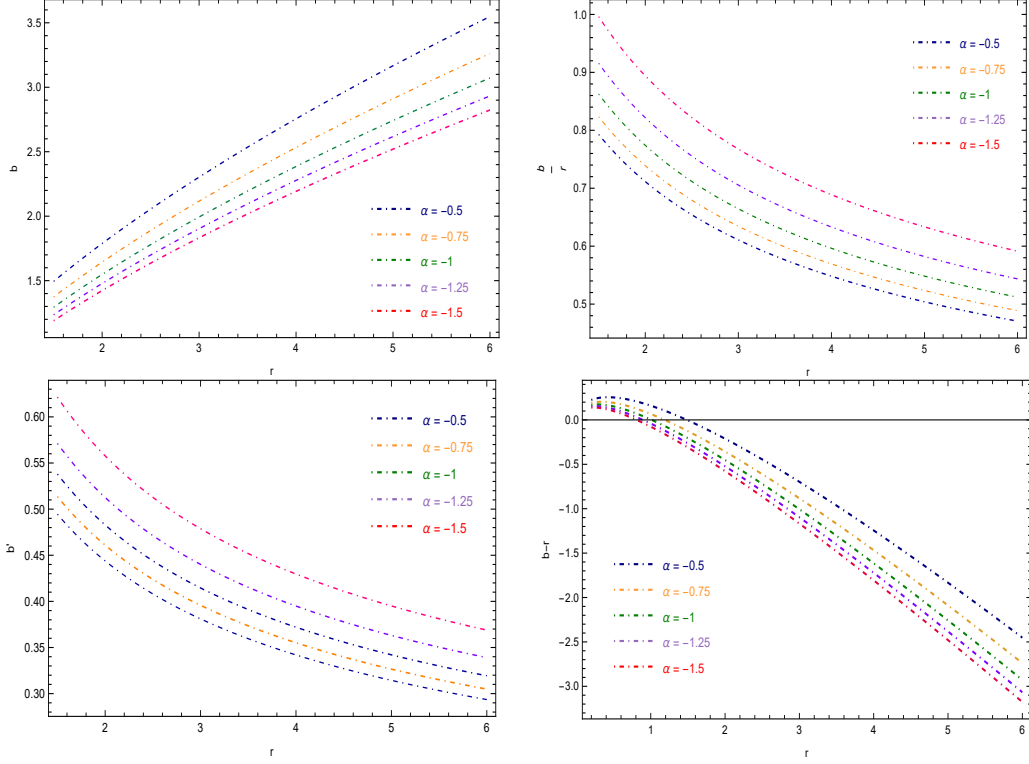 3.5
3.0
2.5
2.0
1.5
b
2 3 4 5 6
r
α = −0.5
α = −0.75
α = −1
α = −1.25
α = −1.5
1.0
0.9
0.8
0.7
0.6
0.5
b
r
2 3 4 5 6
r
α = −0.5
α = −0.75
α = −1
α = −1.25
α = −1.5
0.60
0.55
0.50
0.45
0.40
0.35
0.30
b'
2 3 4 5 6
r
α = −0.5
α = −0.75
α = −1
α = −1.25
α = −1.5
0.0
−0.5
−1.0
−1.5
−2.0
−2.5
−3.0
b−r
1 2 3 4 5 6
r
α = −0.5
α = −0.75
α = −1
α = −1.25
α = −1.5